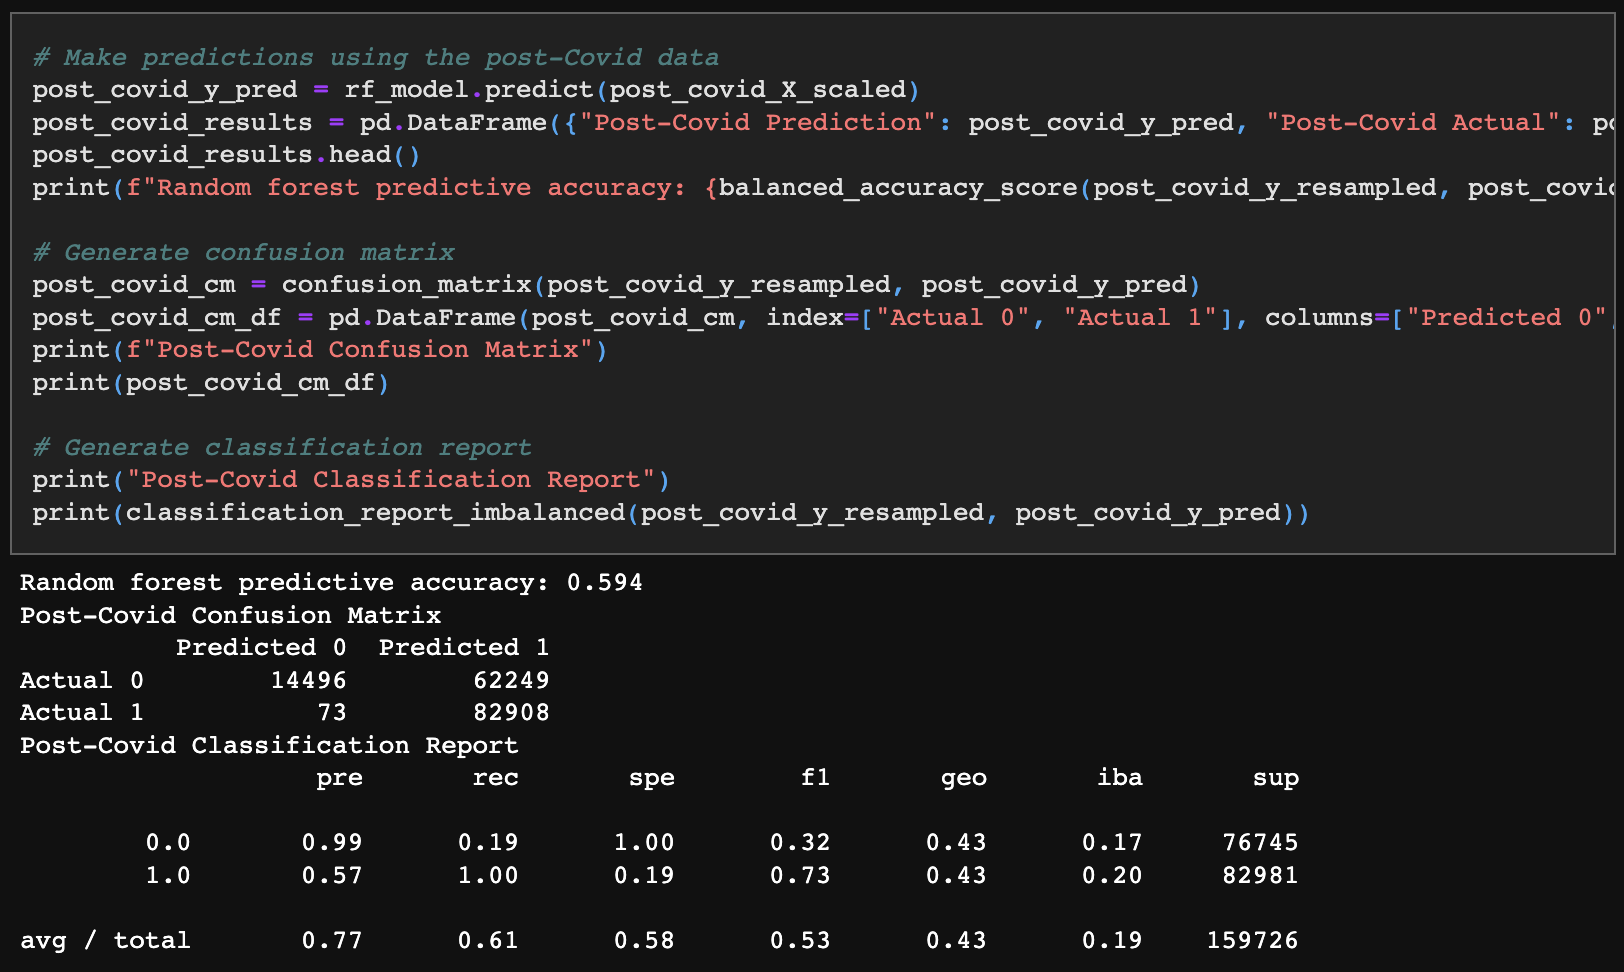 # Make predictions using the post-Covid data
post_covid_y_pred = rf_model.predict(post_covid_X_scaled)
post_covid_results = pd.DataFrame({"Post-Covid Prediction": post_covid_y_pred, "Post-Covid Actual":
post_covid_results.head()
print(f"Random forest predictive accuracy: {balanced_accuracy_score(post_covid_y_resampled,
# Generate confusion matrix
post_covid_cm = confusion_matrix(post_covid_y_resampled, post_covid_y_pred)
post_covid_cm_df = pd.DataFrame(post_covid_cm, index=["Actual 0", "Actual 1"], columns=["Predicted 0",
print(f"Post-Covid Confusion Matrix")
print(post_covid_cm_df)
# Generate classification report
print("Post-Covid Classification Report")
print(classification_report_imbalanced(post_covid_y_resampled, post_covid_y_pred))
Random forest predictive accuracy: 0.594
Post-Covid Confusion Matrix
Predicted 0 Predicted 1
Actual 0 14496 62249
Actual 1 73 82908
Post-Covid Classification Report
pre rec spe f1 geo iba sup
0.0 0.99 0.19 1.00 0.32 0.43 0.17 76745
1.0 0.57 1.00 0.19 0.73 0.43 0.20 82981
avg / total 0.77 0.61 0.58 0.53 0.43 0.19 159726